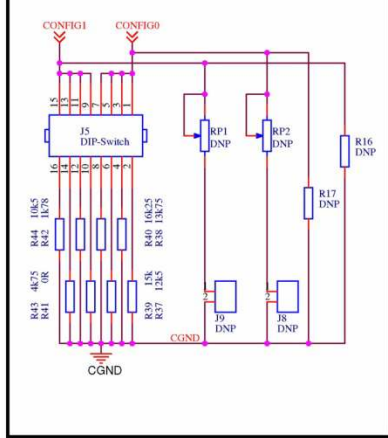 CONFIG1
CONFIG0
15
13
11
9
7
5
3
1
J5
DIP-Switch
16
14
12
10
8
6
4
2
RP1
DNP
RP2
DNP
R16
DNP
R17
DNP
R44 10k5
R42 1k78
R40 16k25
R38 13k75
R43 4k75
R41 0R
R39 15k
R37 12k5
1
2
J9
DNP
1
2
J8
DNP
CGND
CGND